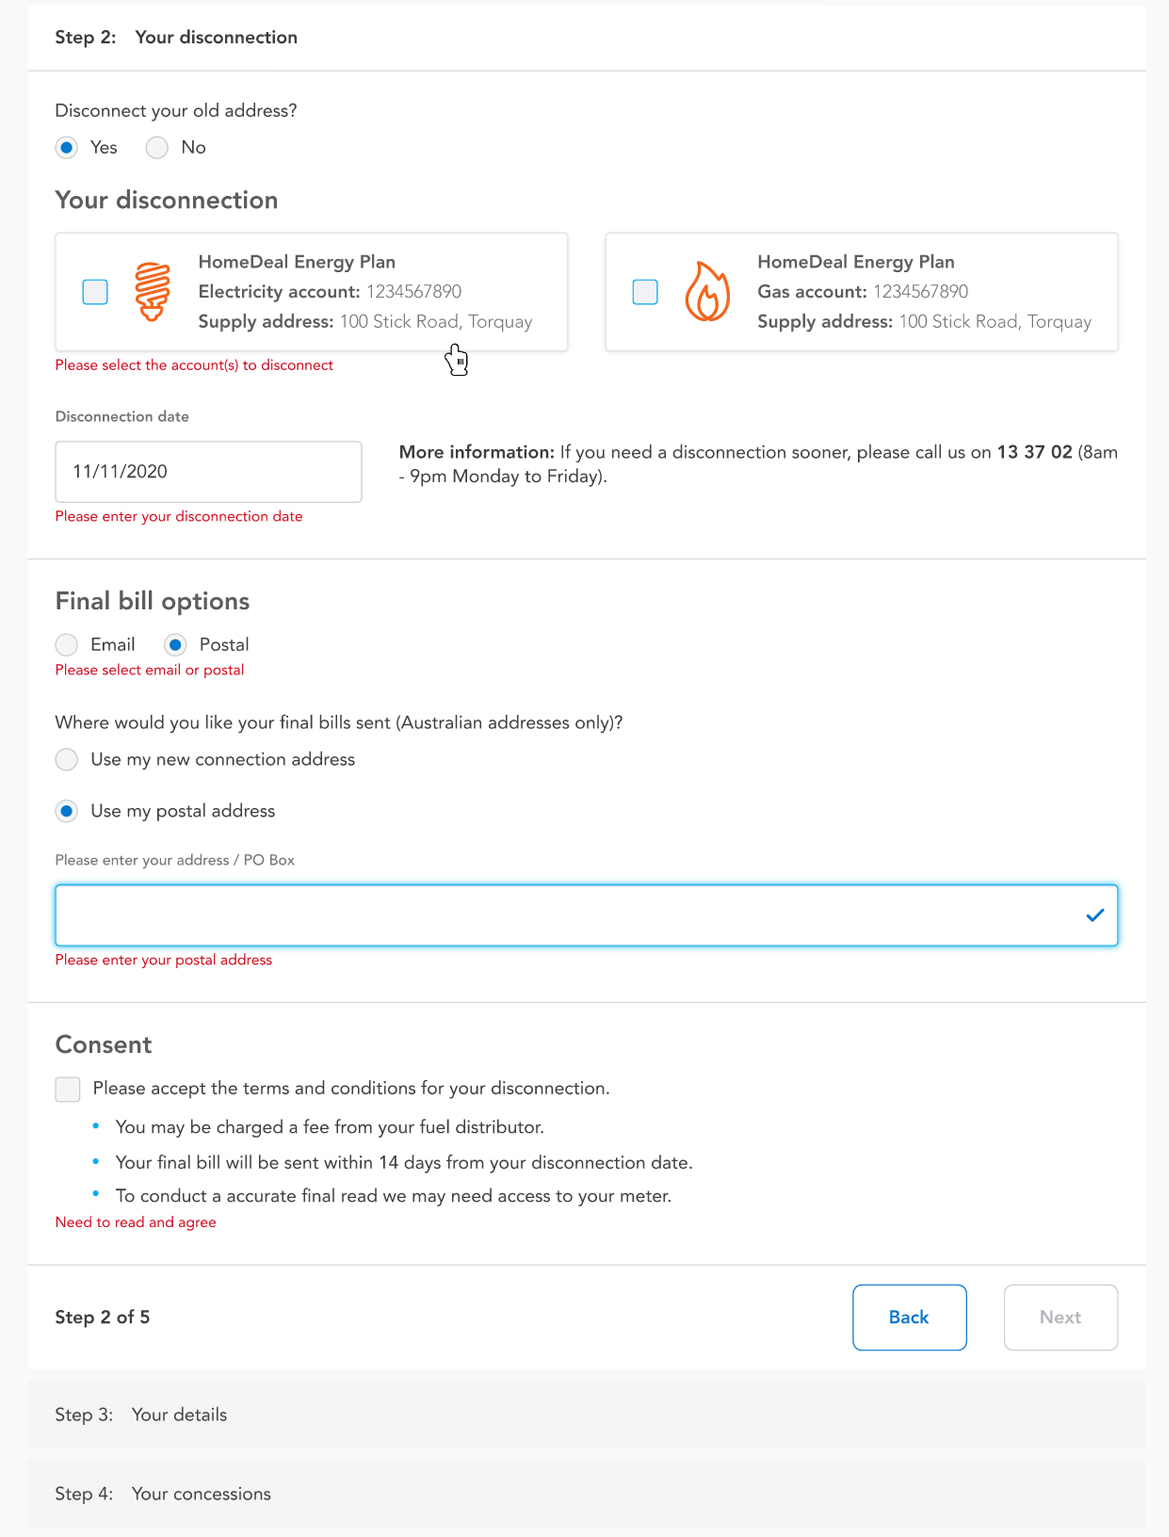 Step 2: Your disconnection
Disconnect your old address?
Yes No
Your disconnection
HomeDeal Energy Plan
Electricity account: 1234567890
Supply address: 100 Stick Road, Torquay
HomeDeal Energy Plan
Gas account: 1234567890
Supply address: 100 Stick Road, Torquay
Please select the account(s) to disconnect
Disconnection date
11/11/2020
More information: If you need a disconnection sooner, please call us on 13 37 02 (8am
- 9pm Monday to Friday).
Please enter your disconnection date
Final bill options
Email Postal
Please select email or postal
Where would you like your final bills sent (Australian addresses only)?
Use my new connection address
Use my postal address
Please enter your address / PO Box
Please enter your postal address
Consent
Please accept the terms and conditions for your disconnection.
• You may be charged a fee from your fuel distributor.
• Your final bill will be sent within 14 days from your disconnection date.
• To conduct a accurate final read we may need access to your meter.
Need to read and agree
Step 2 of 5
Back
Next
Step 3: Your details
Step 4: Your concessions